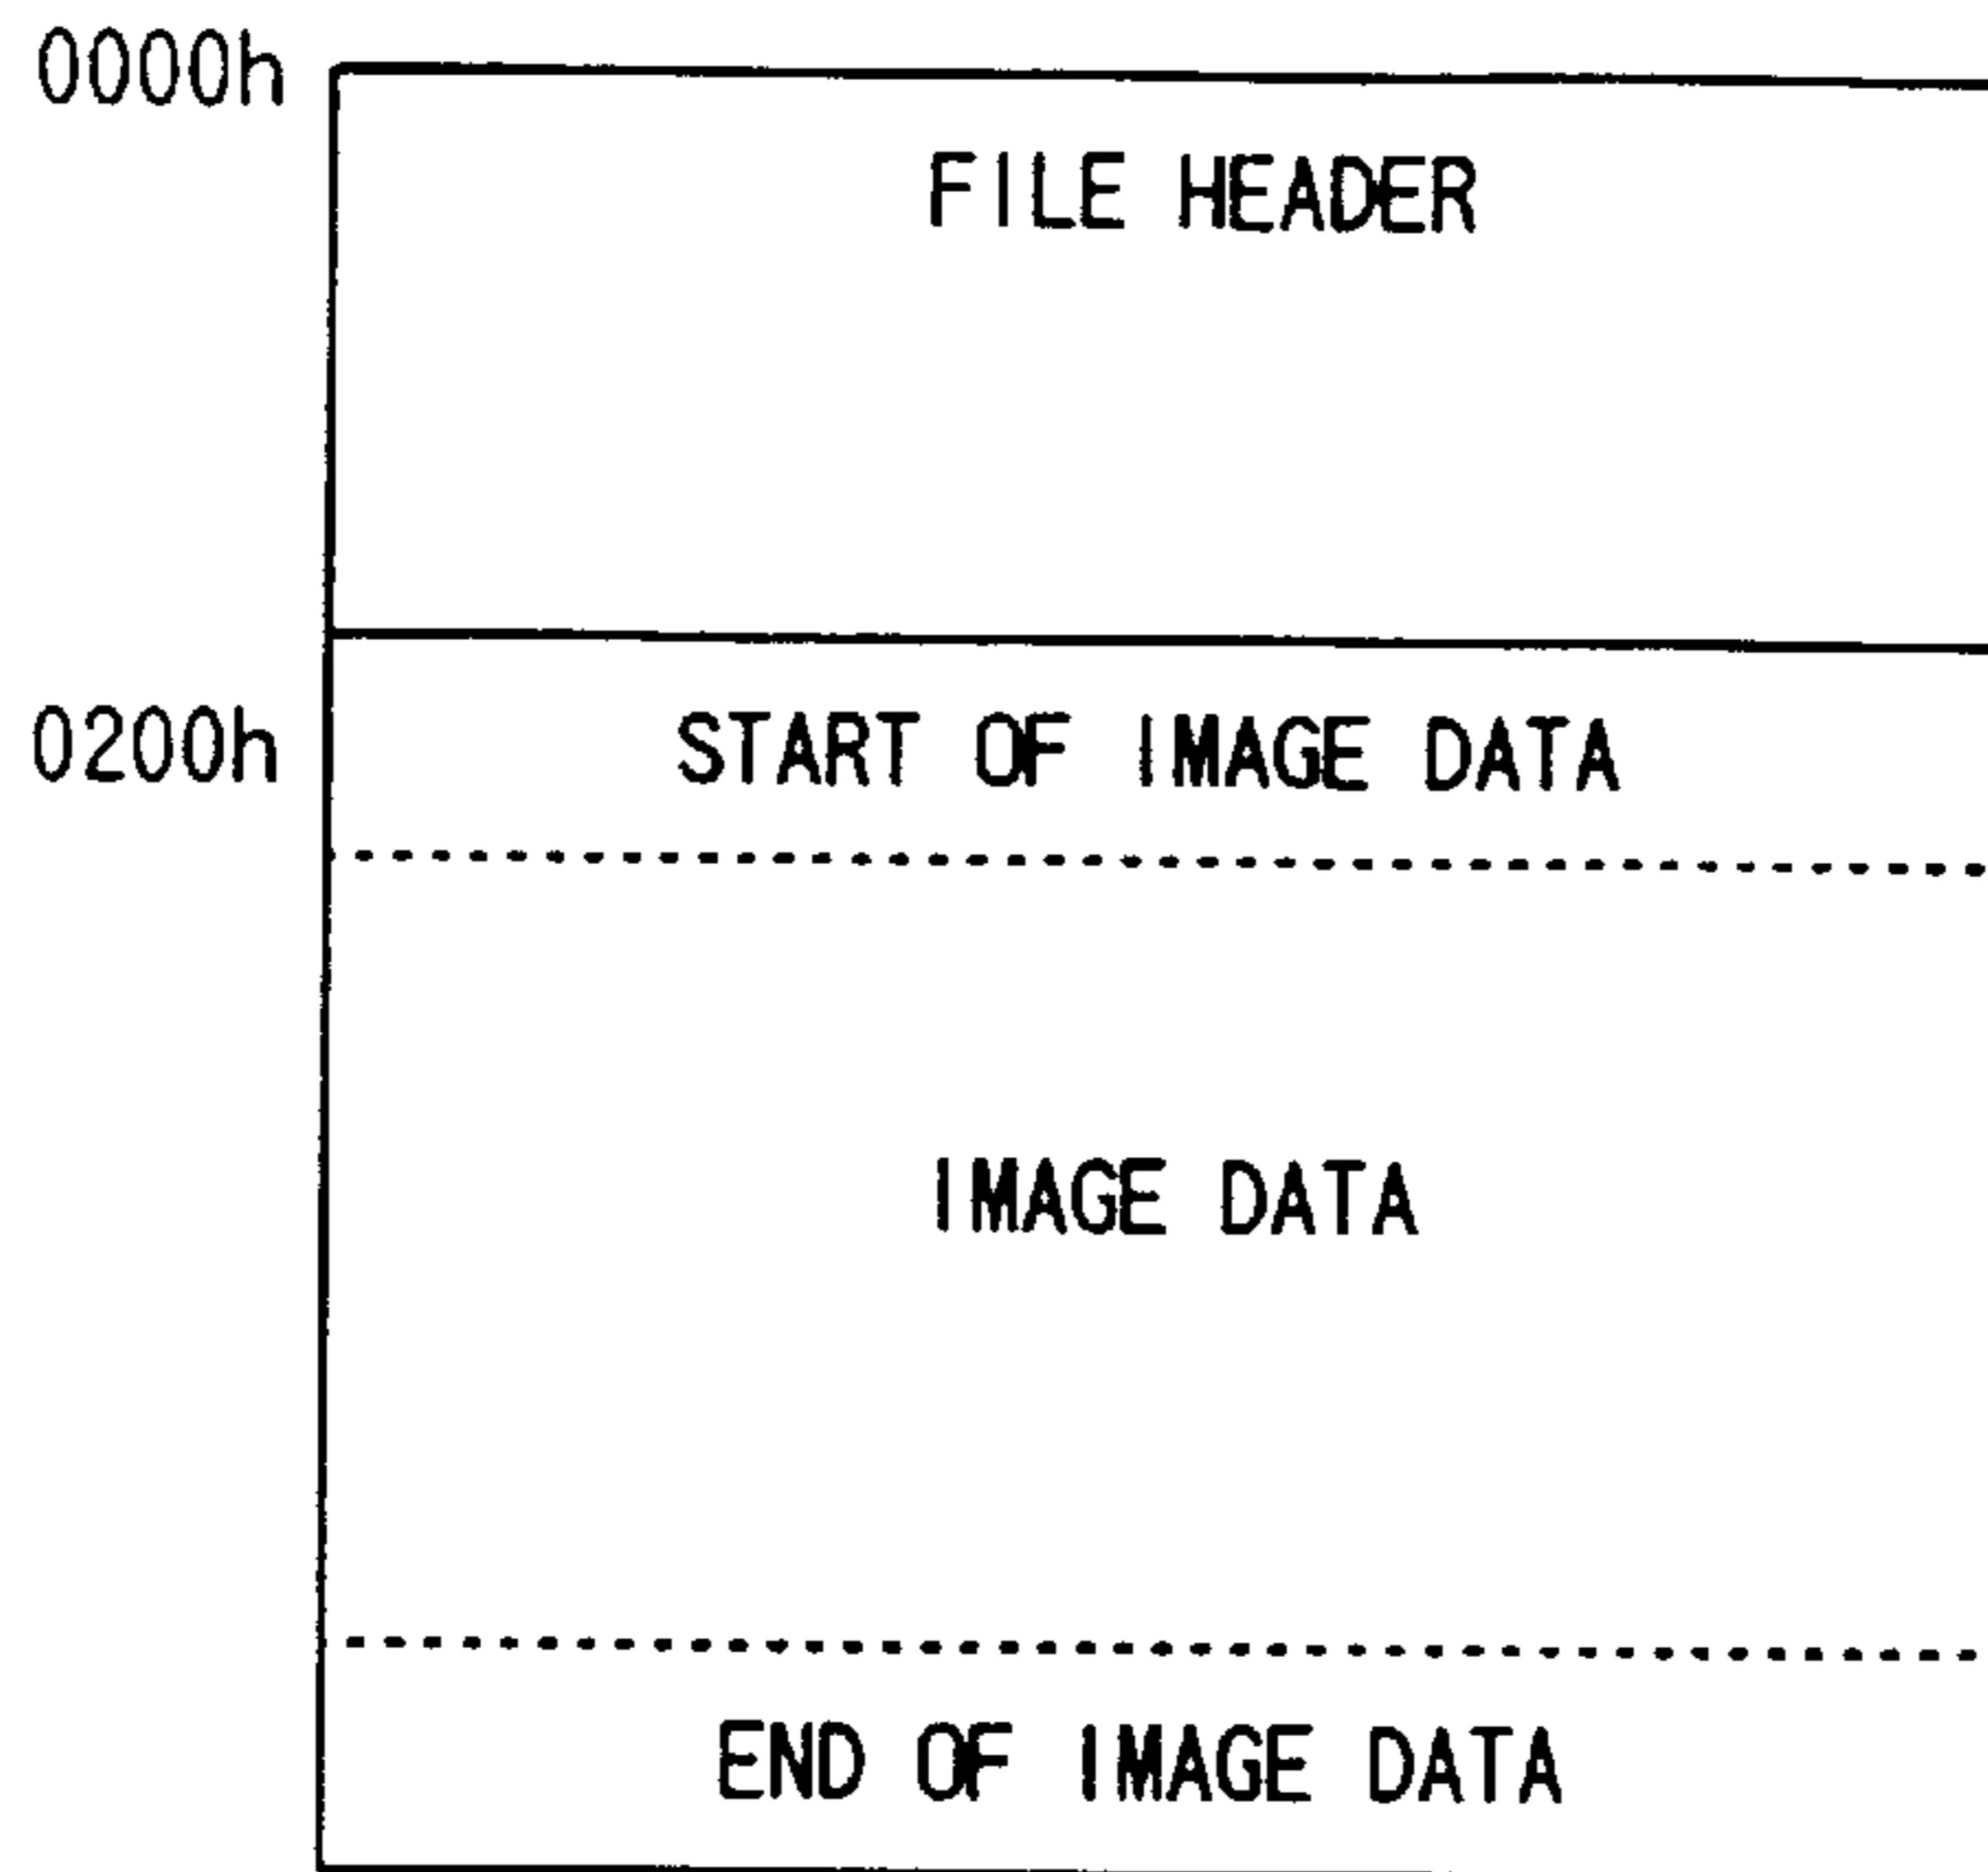 0000h
FILE HEADER
0200h START OF IMAGE DATA
IMAGE DATA
END OF IMAGE DATA